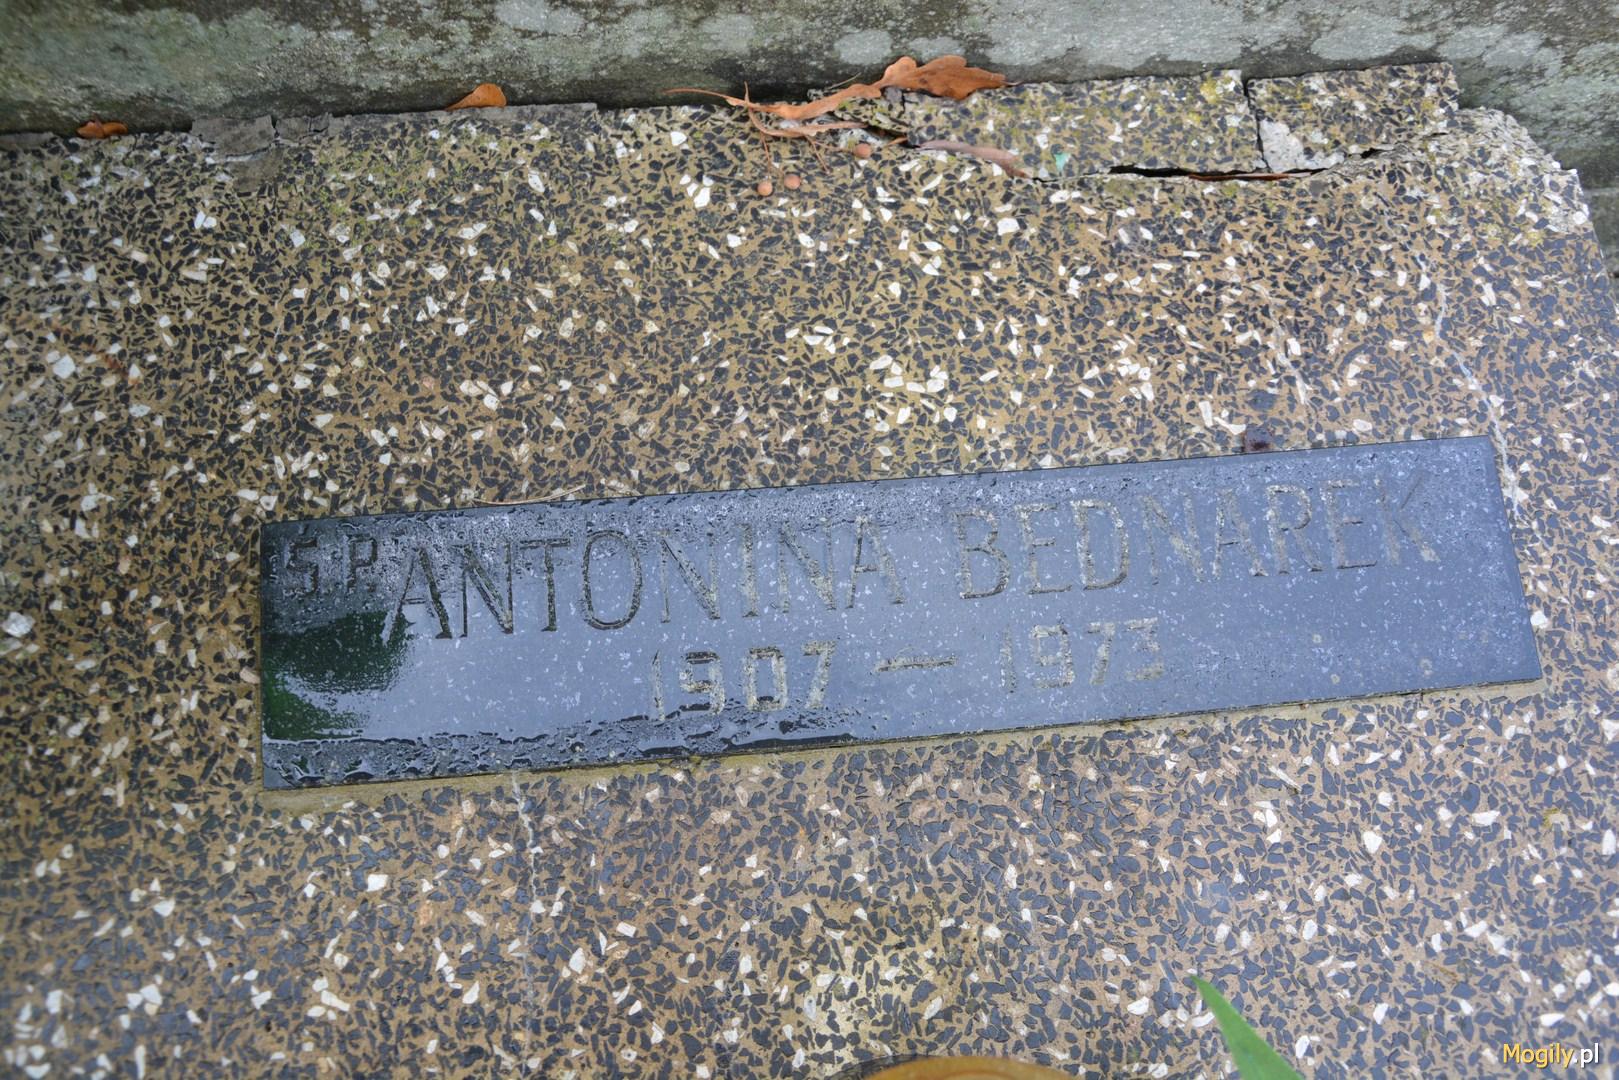 Ś.P. ANTONINA BEDNAREK
1907 — 1973
Mogily.pl